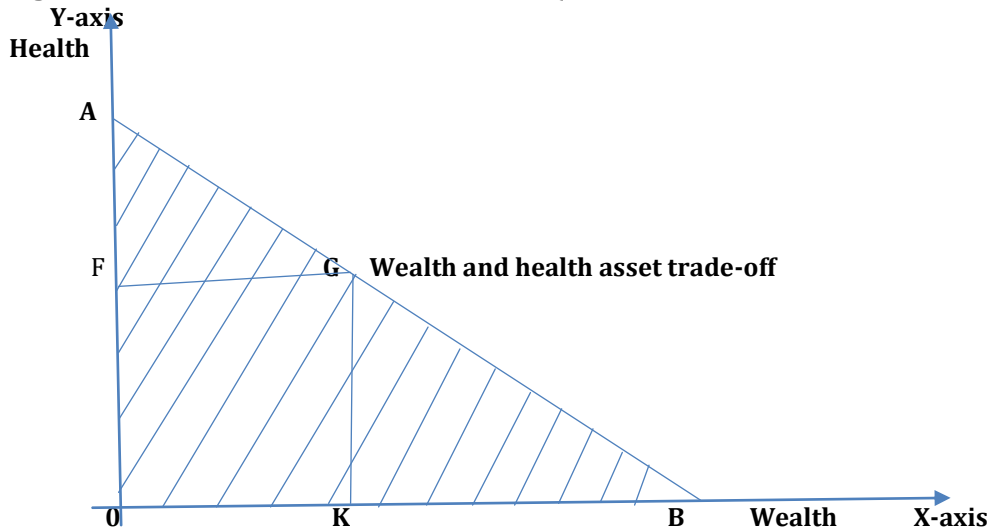 Y-axis
Health
A
F
G Wealth and health asset trade-off
0 K B Wealth X-axis